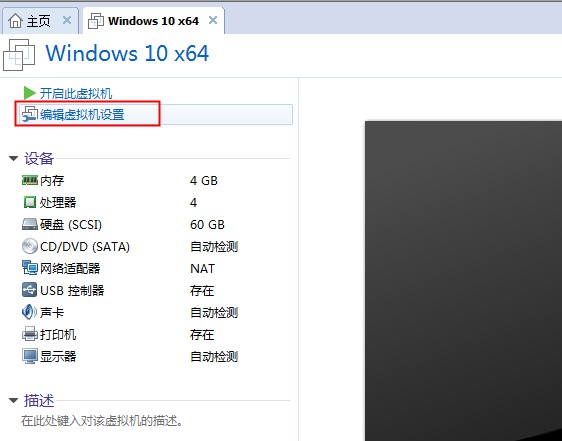 主页 Windows 10 x64
Windows 10 x64
开启此虚拟机
编辑虚拟机设置
设备
内存 4 GB
处理器 4
硬盘 (SCSI) 60 GB
CD/DVD (SATA) 自动检测
网络适配器 NAT
USB 控制器 存在
声卡 自动检测
打印机 存在
显示器 自动检测
描述
在此处键入对该虚拟机的描述。